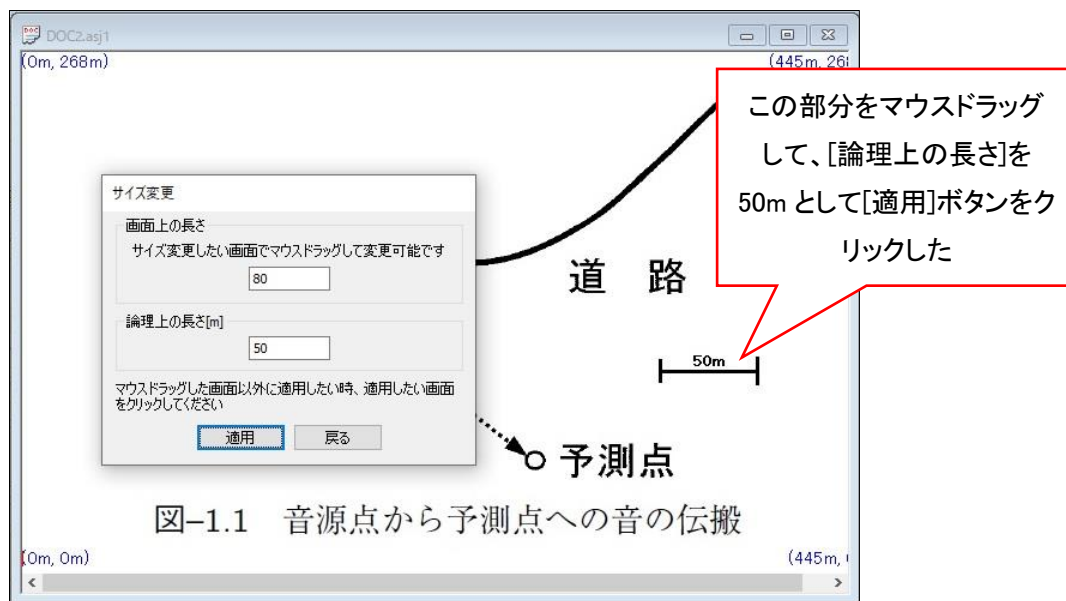 DOC2.asj1
(0m, 268m)
(445m, 26
この部分をマウスドラッグ
して、[論理上の長さ]を
50m として[適用]ボタンをク
リックした
サイズ変更
画面上の長さ
サイズ変更したい画面でマウスドラッグして変更可能です
80
論理上の長さ[m]
50
マウスドラッグした画面以外に適用したい時、適用したい画面
をクリックしてください
適用
戻る
道 路
50m
予測点
図-1.1 音源点から予測点への音の伝搬
(0m, 0m)
(445m,